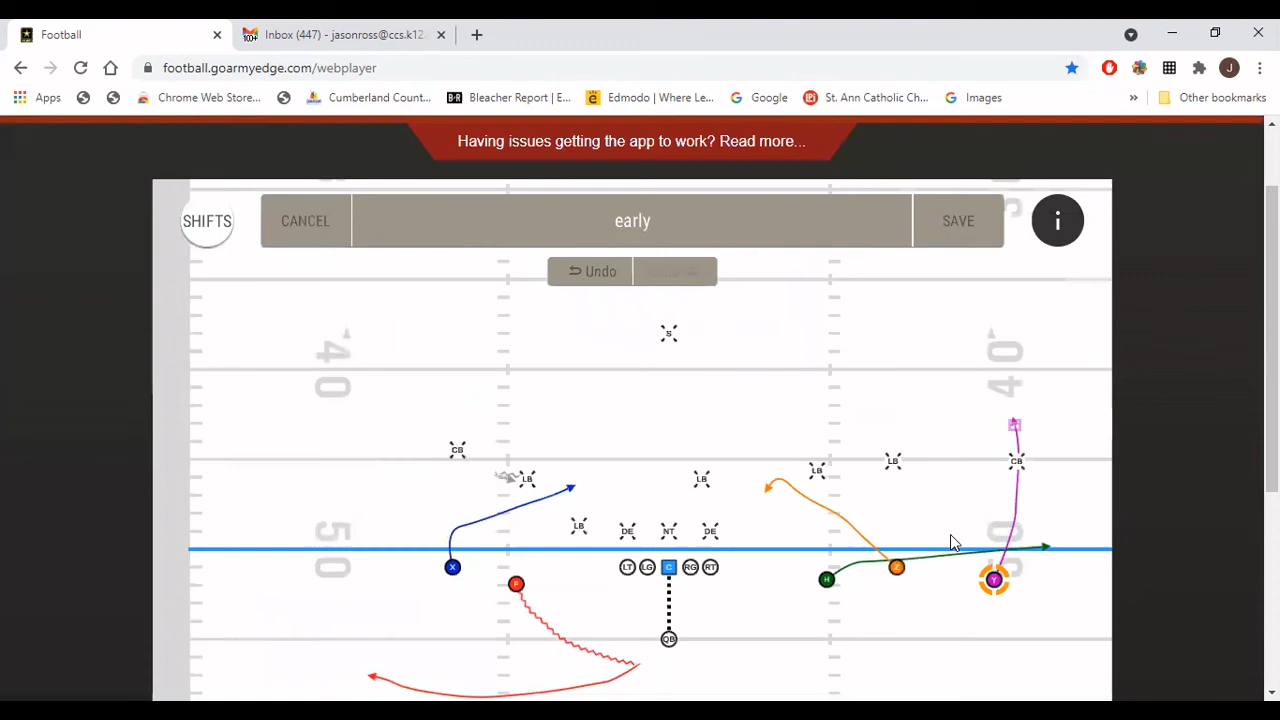 Football
Inbox (447) - jasonross@ccs.k12.
football.goarmyedge.com/webplayer
J
Apps
Chrome Web Store...
Cumberland Count...
B·R Bleacher Report | E...
Edmodo | Where Le...
Google
St. Ann Catholic Ch...
Images
Other bookmarks
Having issues getting the app to work? Read more...
SHIFTS
CANCEL
early
SAVE
i
Undo
S
40
40
CB
LB
LB
LB
LB
CB
LB
DE
NT
DE
50
50
X
LT
LG
C
RG
RT
Z
F
H
Y
QB